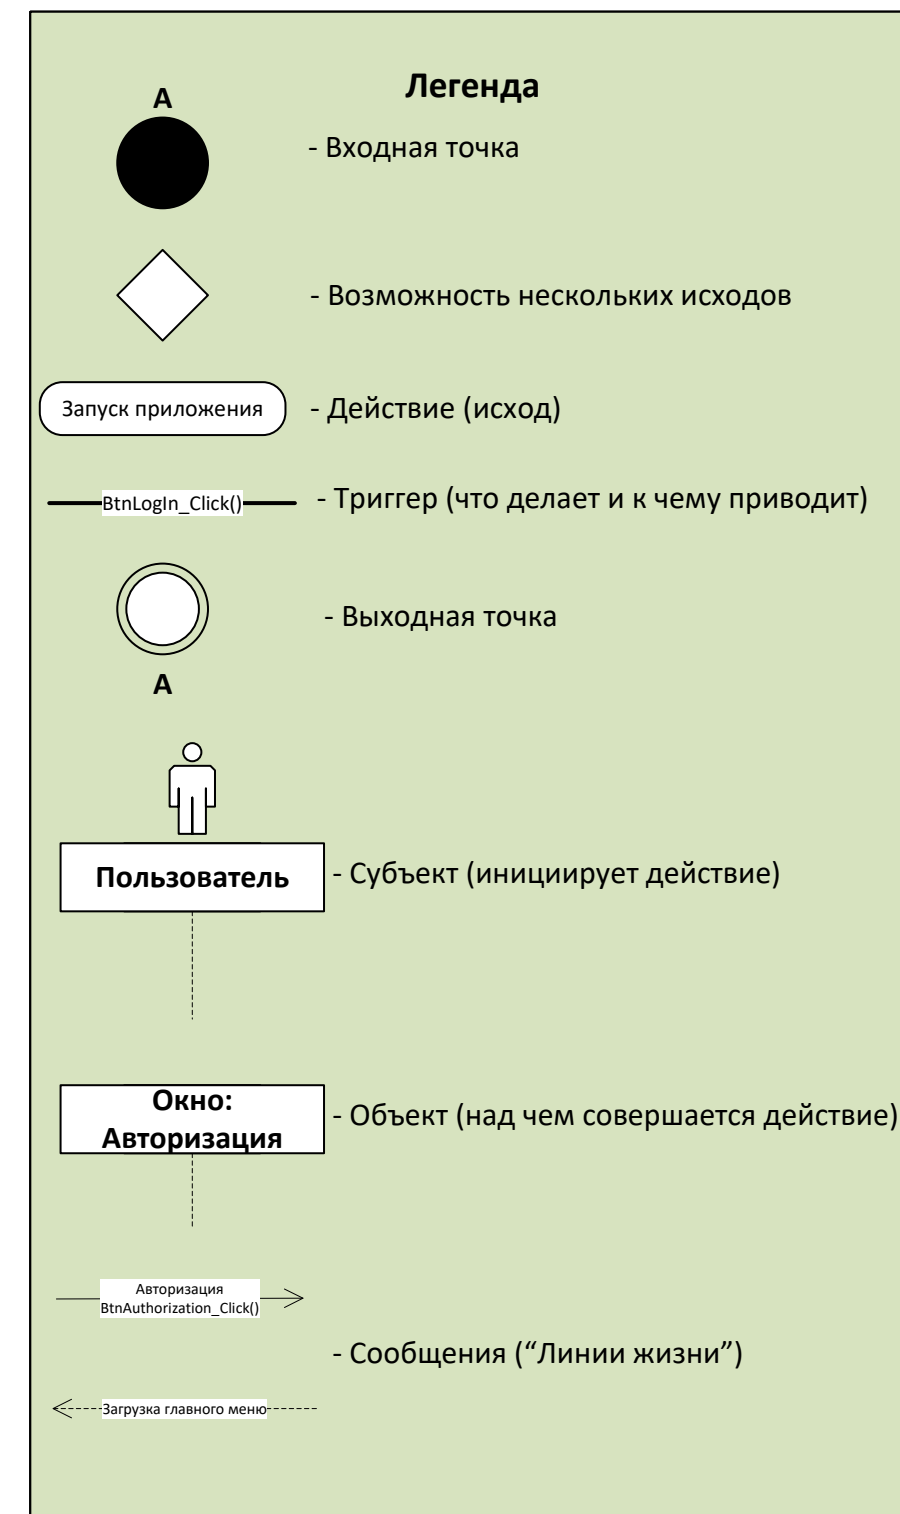 Легенда
А
- Входная точка
- Возможность нескольких исходов
Запуск приложения
- Действие (исход)
BtnLogIn_Click()
- Триггер (что делает и к чему приводит)
- Выходная точка
А
Пользователь
- Субъект (инициирует действие)
Окно:
Авторизация
- Объект (над чем совершается действие)
Авторизация
BtnAuthorization_Click()
- Сообщения (“Линии жизни”)
Загрузка главного меню